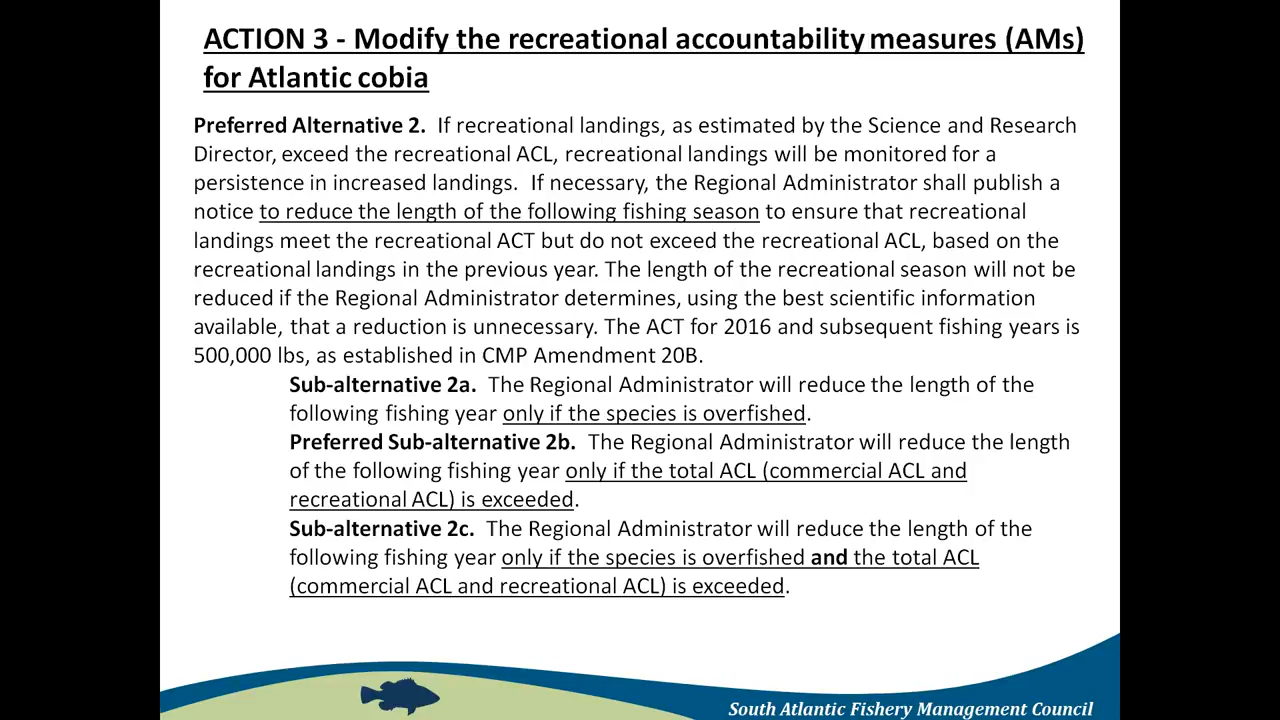 ACTION 3 - Modify the recreational accountability measures (AMs)
for Atlantic cobia
Preferred Alternative 2. If recreational landings, as estimated by the Science and Research
Director, exceed the recreational ACL, recreational landings will be monitored for a
persistence in increased landings. If necessary, the Regional Administrator shall publish a
notice to reduce the length of the following fishing season to ensure that recreational
landings meet the recreational ACT but do not exceed the recreational ACL, based on the
recreational landings in the previous year. The length of the recreational season will not be
reduced if the Regional Administrator determines, using the best scientific information
available, that a reduction is unnecessary. The ACT for 2016 and subsequent fishing years is
500,000 lbs, as established in CMP Amendment 20B.
Sub-alternative 2a. The Regional Administrator will reduce the length of the
following fishing year only if the species is overfished.
Preferred Sub-alternative 2b. The Regional Administrator will reduce the length
of the following fishing year only if the total ACL (commercial ACL and
recreational ACL) is exceeded.
Sub-alternative 2c. The Regional Administrator will reduce the length of the
following fishing year only if the species is overfished and the total ACL
(commercial ACL and recreational ACL) is exceeded.
South Atlantic Fishery Management Council